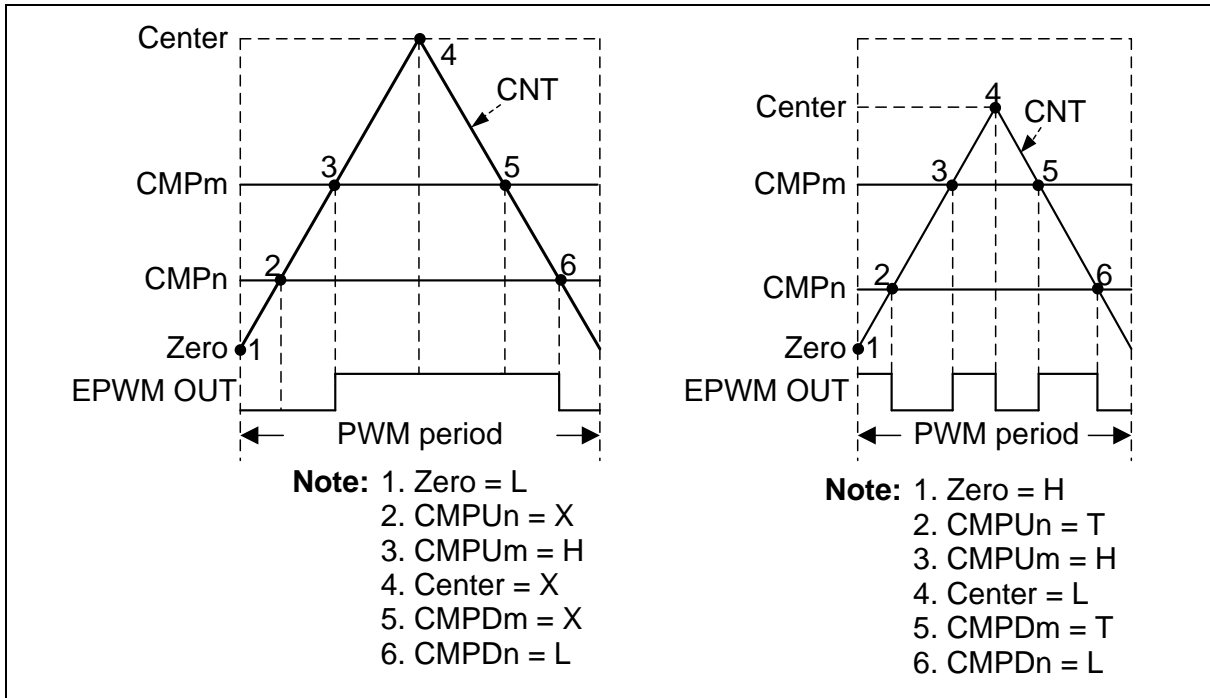 Center
4
CNT
3
CMPm
5
2
CMPn
6
Zero
1
EPWM OUT
PWM period
Note: 1. Zero = L
2. CMPUn = X
3. CMPUm = H
4. Center = X
5. CMPDm = X
6. CMPDn = L
4
Center
CNT
3
CMPm
5
2
CMPn
6
Zero
1
EPWM OUT
PWM period
Note: 1. Zero = H
2. CMPUn = T
3. CMPUm = H
4. Center = L
5. CMPDm = T
6. CMPDn = L